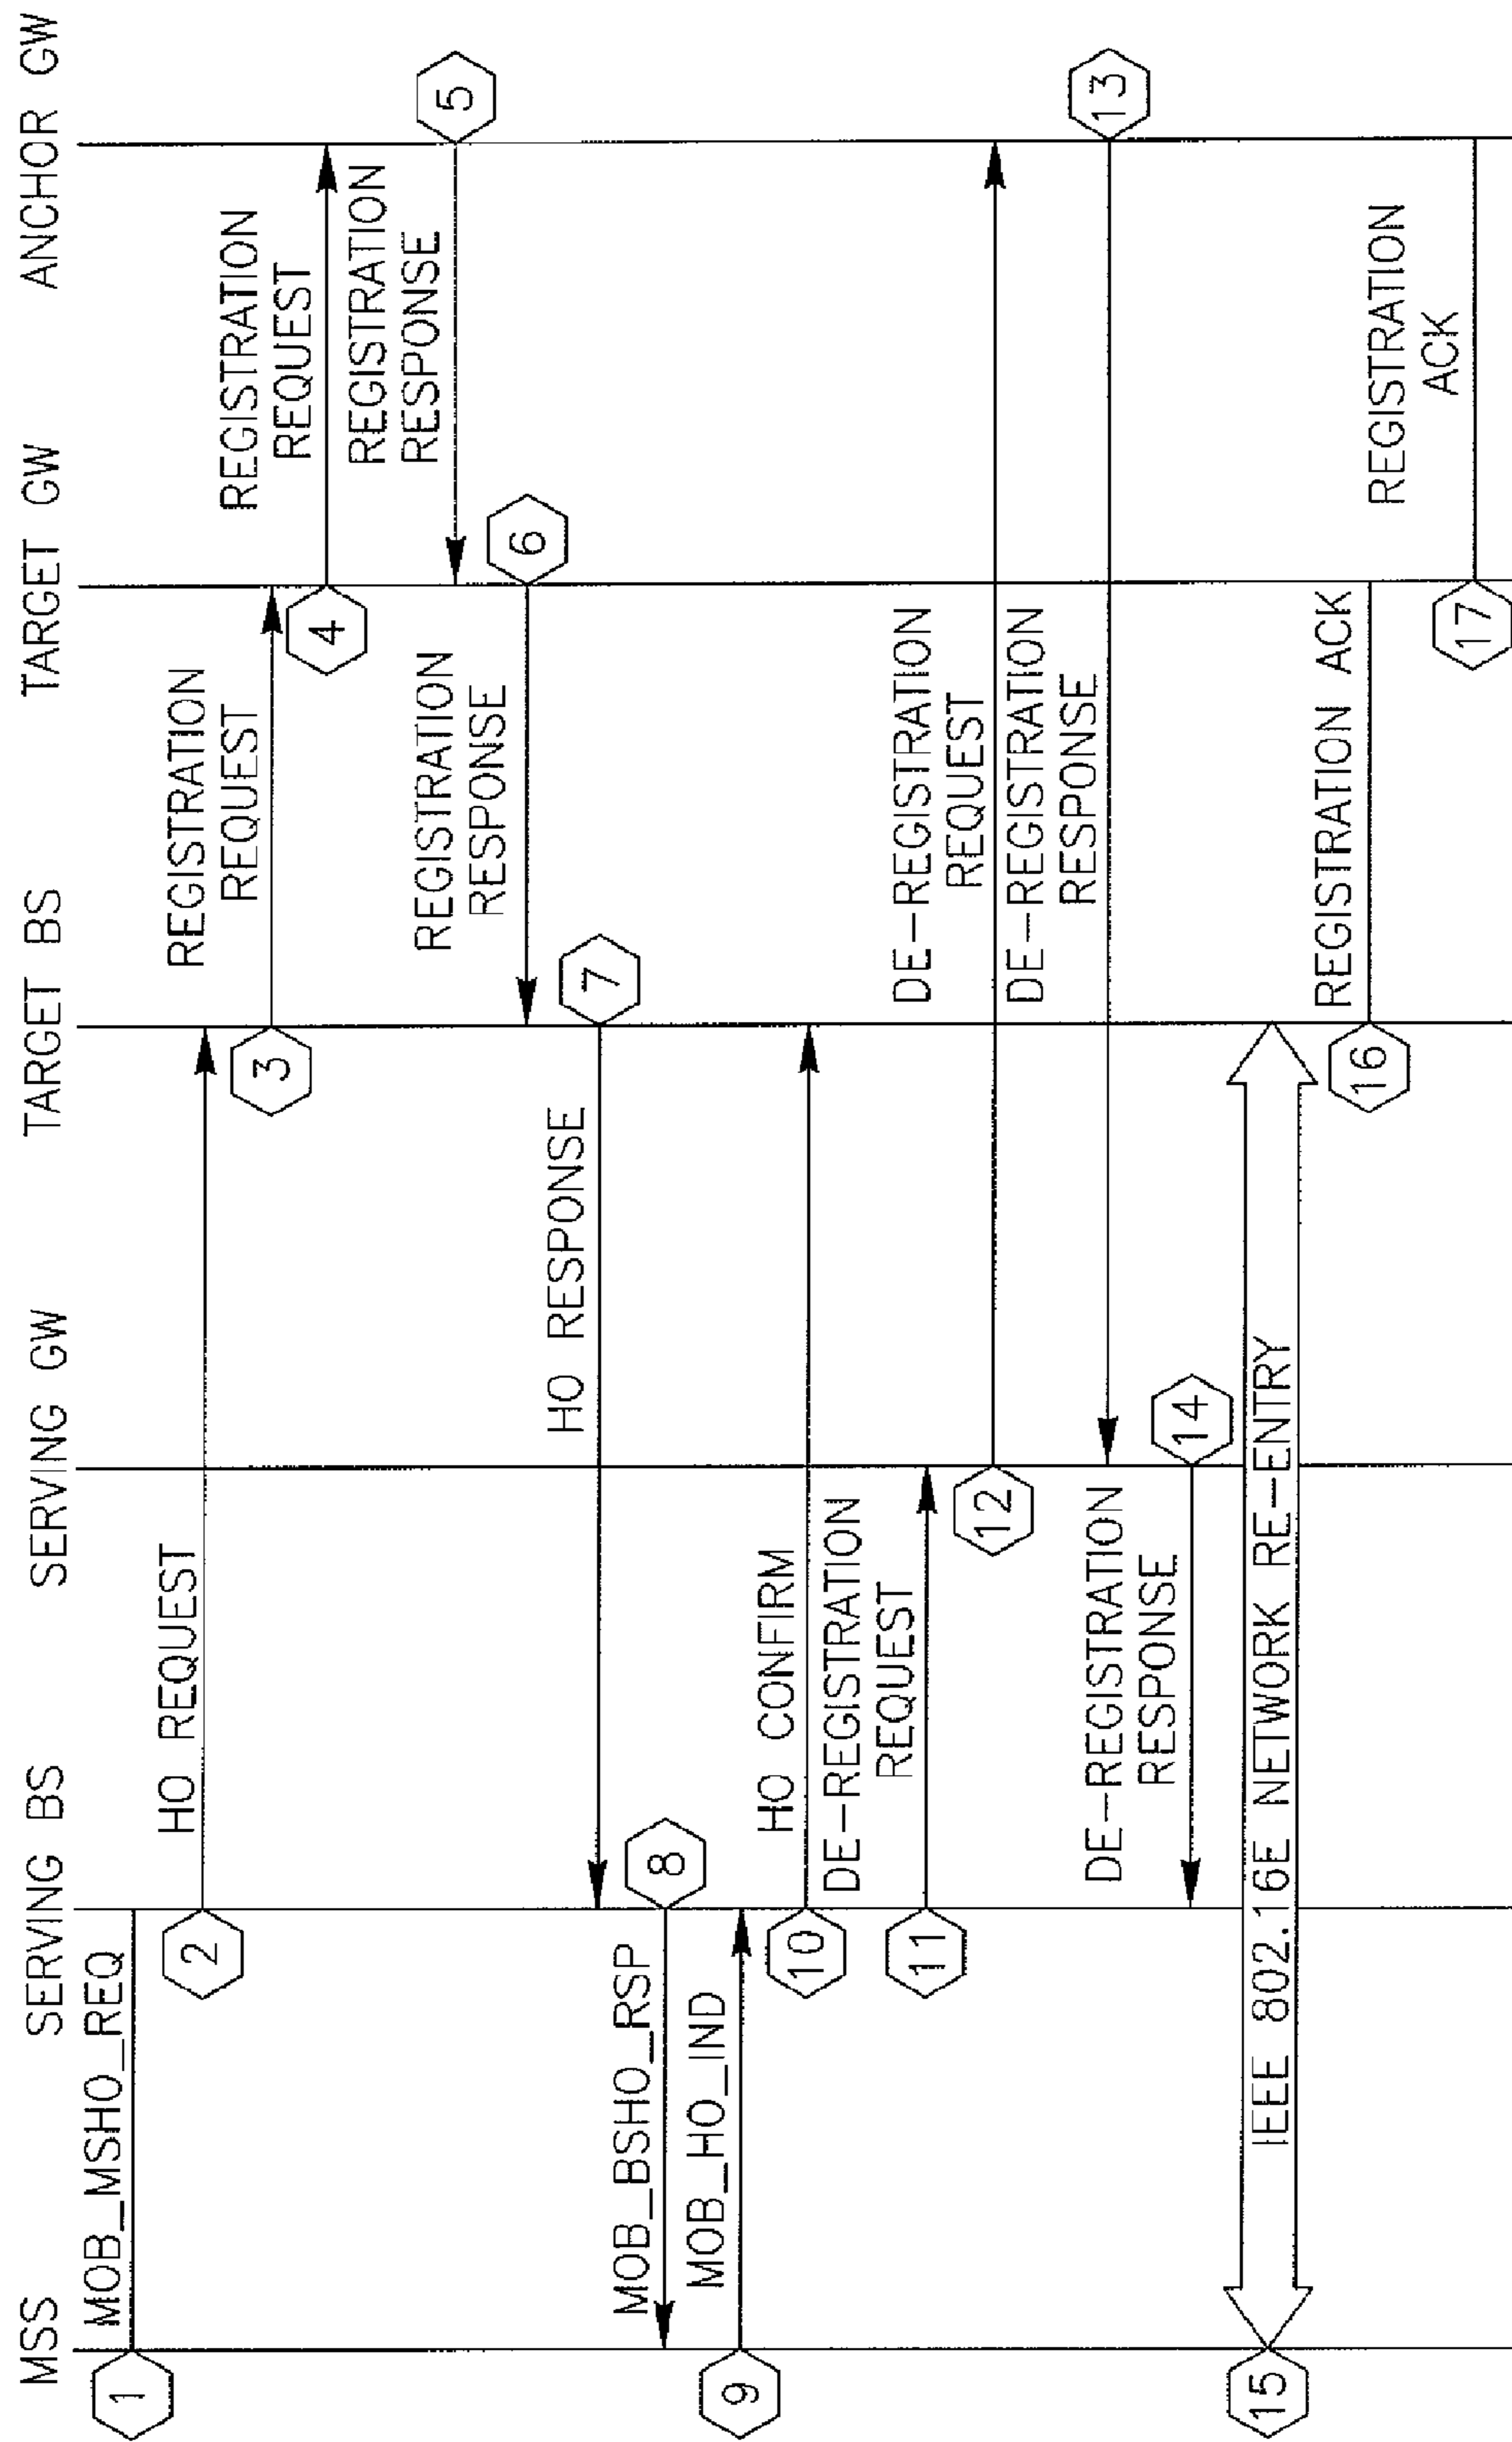 MSS
SERVING BS
SERVING GW
TARGET BS
TARGET GW
ANCHOR GW
1
MOB_MSHO_REQ
2
HO REQUEST
3
REGISTRATION
REQUEST
4
REGISTRATION
REQUEST
5
REGISTRATION
RESPONSE
6
REGISTRATION
RESPONSE
7
HO RESPONSE
8
MOB_BSHO_RSP
9
MOB_HO_IND
10
HO CONFIRM
11
DE-REGISTRATION
REQUEST
12
DE-REGISTRATION
REQUEST
13
DE-REGISTRATION
RESPONSE
14
DE-REGISTRATION
RESPONSE
15
IEEE 802.16E NETWORK RE-ENTRY
16
REGISTRATION ACK
17
REGISTRATION
ACK